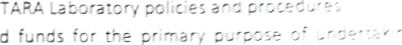 TARA Laboratory policies and procedures
d funds for the primary purpose of